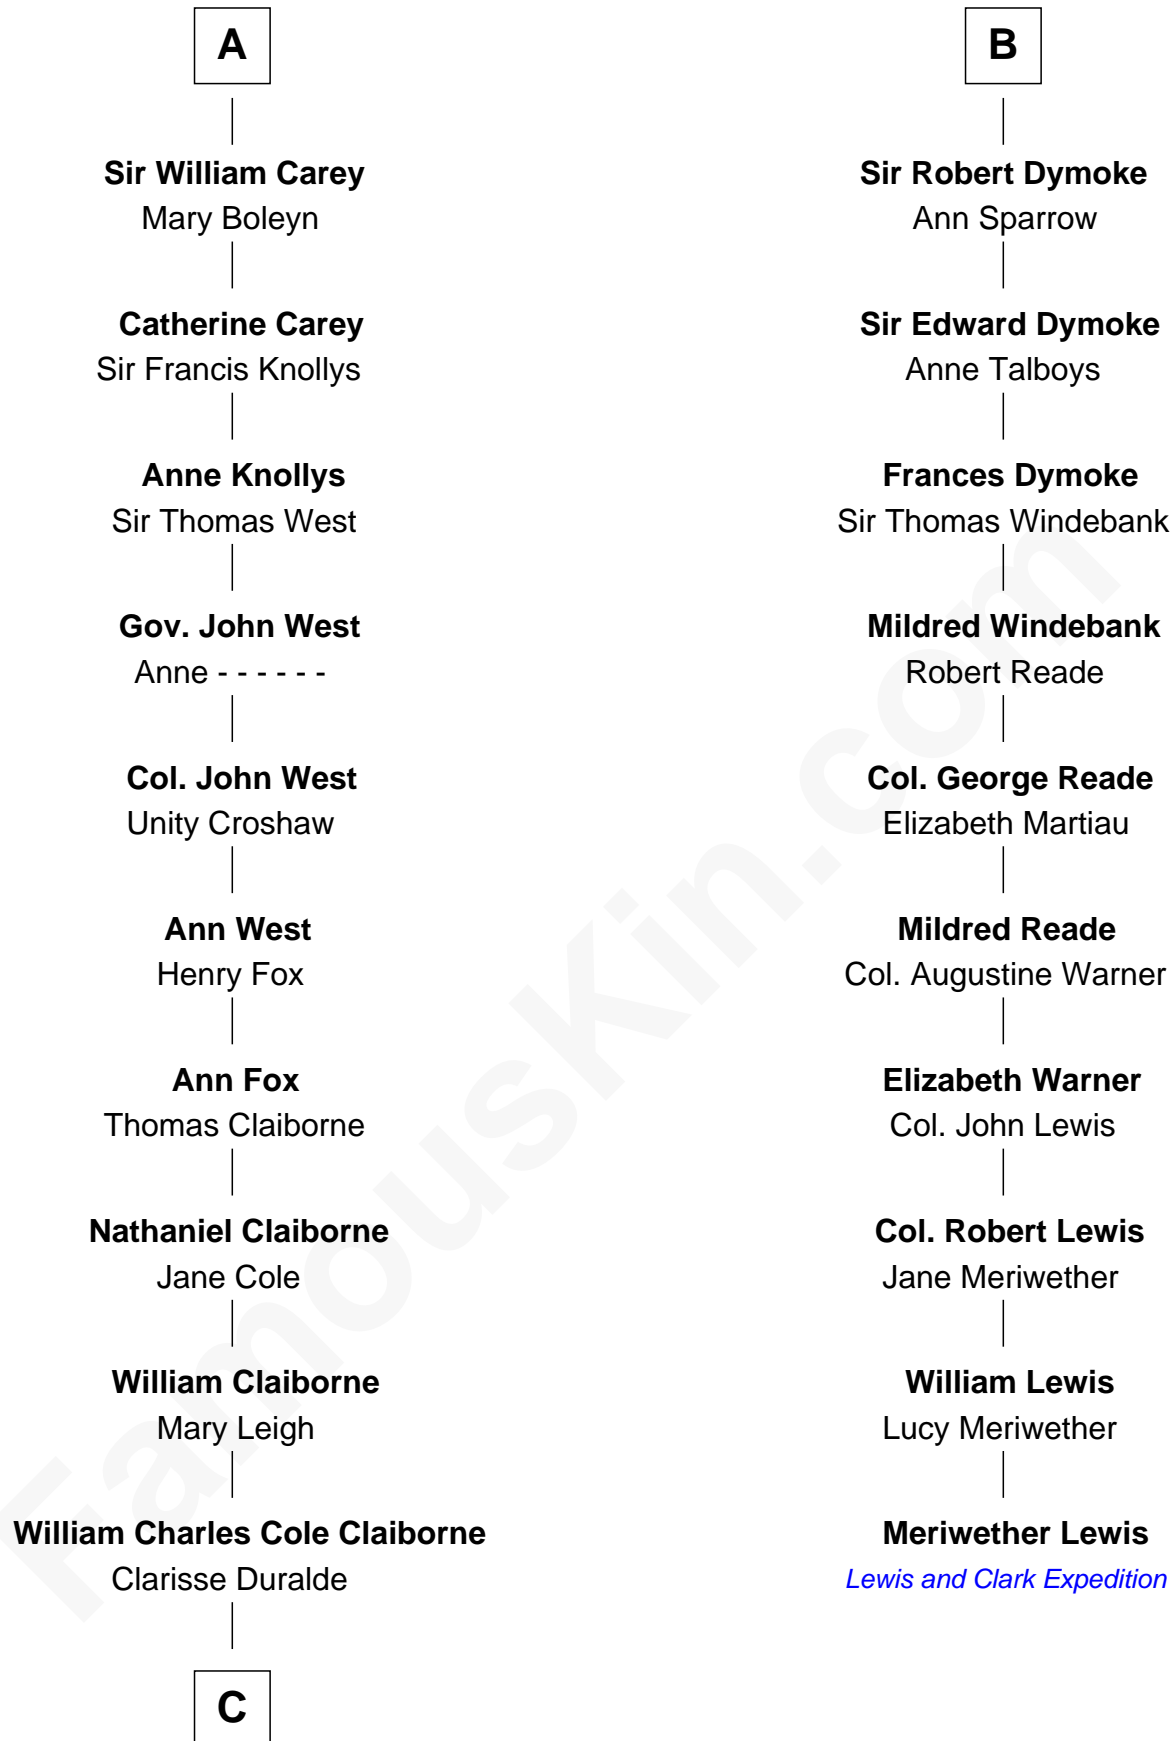 A
Sir William Carey
Mary Boleyn
Catherine Carey
Sir Francis Knollys
Anne Knollys
Sir Thomas West
Gov. John West
Anne - - - - - -
Col. John West
Unity Croshaw
Ann West
Henry Fox
Ann Fox
Thomas Claiborne
Nathaniel Claiborne
Jane Cole
William Claiborne
Mary Leigh
William Charles Cole Claiborne
Clarisse Duralde
C
B
Sir Robert Dymoke
Ann Sparrow
Sir Edward Dymoke
Anne Talboys
Frances Dymoke
Sir Thomas Windebank
Mildred Windebank
Robert Reade
Col. George Reade
Elizabeth Martiau
Mildred Reade
Col. Augustine Warner
Elizabeth Warner
Col. John Lewis
Col. Robert Lewis
Jane Meriwether
William Lewis
Lucy Meriwether
Meriwether Lewis
Lewis and Clark Expedition
FamousKin.com